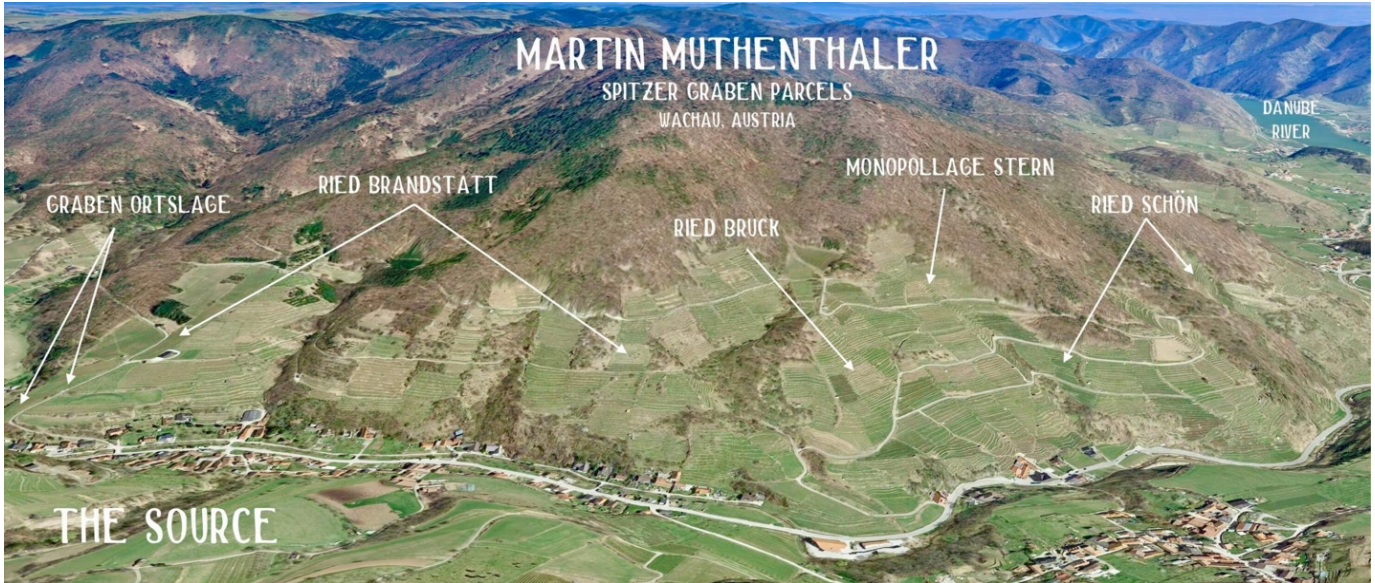 MARTIN MUTHENTHALER
SPITZER GRABEN PARCELS
WACHAU, AUSTRIA
DANUBE
RIVER
MONOPOLLAGE STERN
RIED BRANDSTATT
GRABEN ORTSLAGE
RIED SCHÖN
RIED BRUCK
THE SOURCE